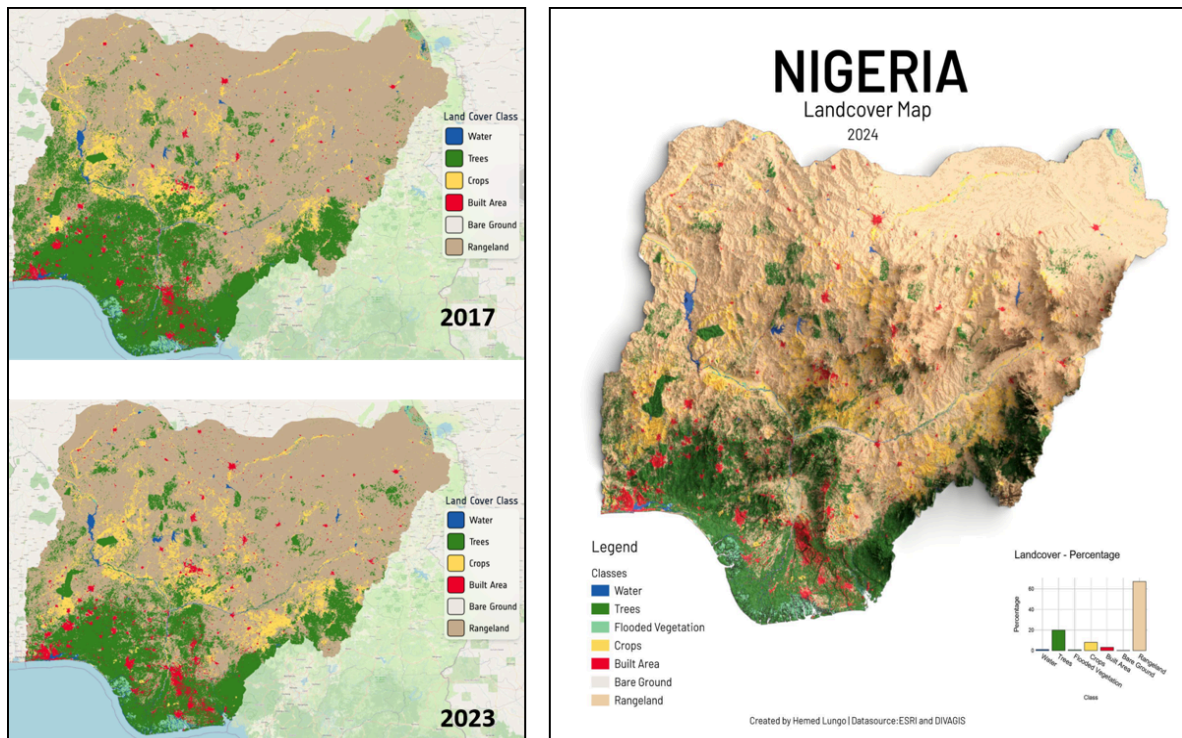 Land Cover Class
Water
Trees
Crops
Built Area
Bare Ground
Rangeland
2017
Land Cover Class
Water
Trees
Crops
Built Area
Bare Ground
Rangeland
2023
NIGERIA
Landcover Map
2024
Legend
Classes
Water
Trees
Flooded Vegetation
Crops
Built Area
Bare Ground
Rangeland
Landcover - Percentage
Percentage
60
40
20
0
Water
Trees
Flooded Vegetation
Crops
Built Area
Bare Ground
Rangeland
Class
Created by Hemed Lungo | Datasource: ESRI and DIVAGIS